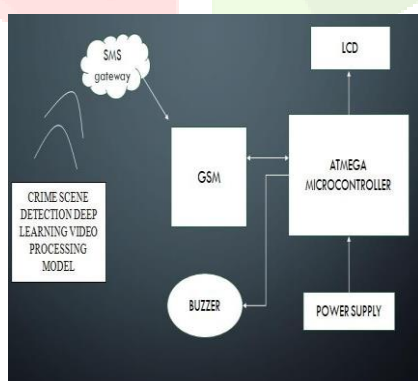 SMS
gateway
LCD
GSM
ATMEGA
MICROCONTROLLER
CRIME SCENE
DETECTION DEEP
LEARNING VIDEO
PROCESSING
MODEL
BUZZER
POWER SUPPLY